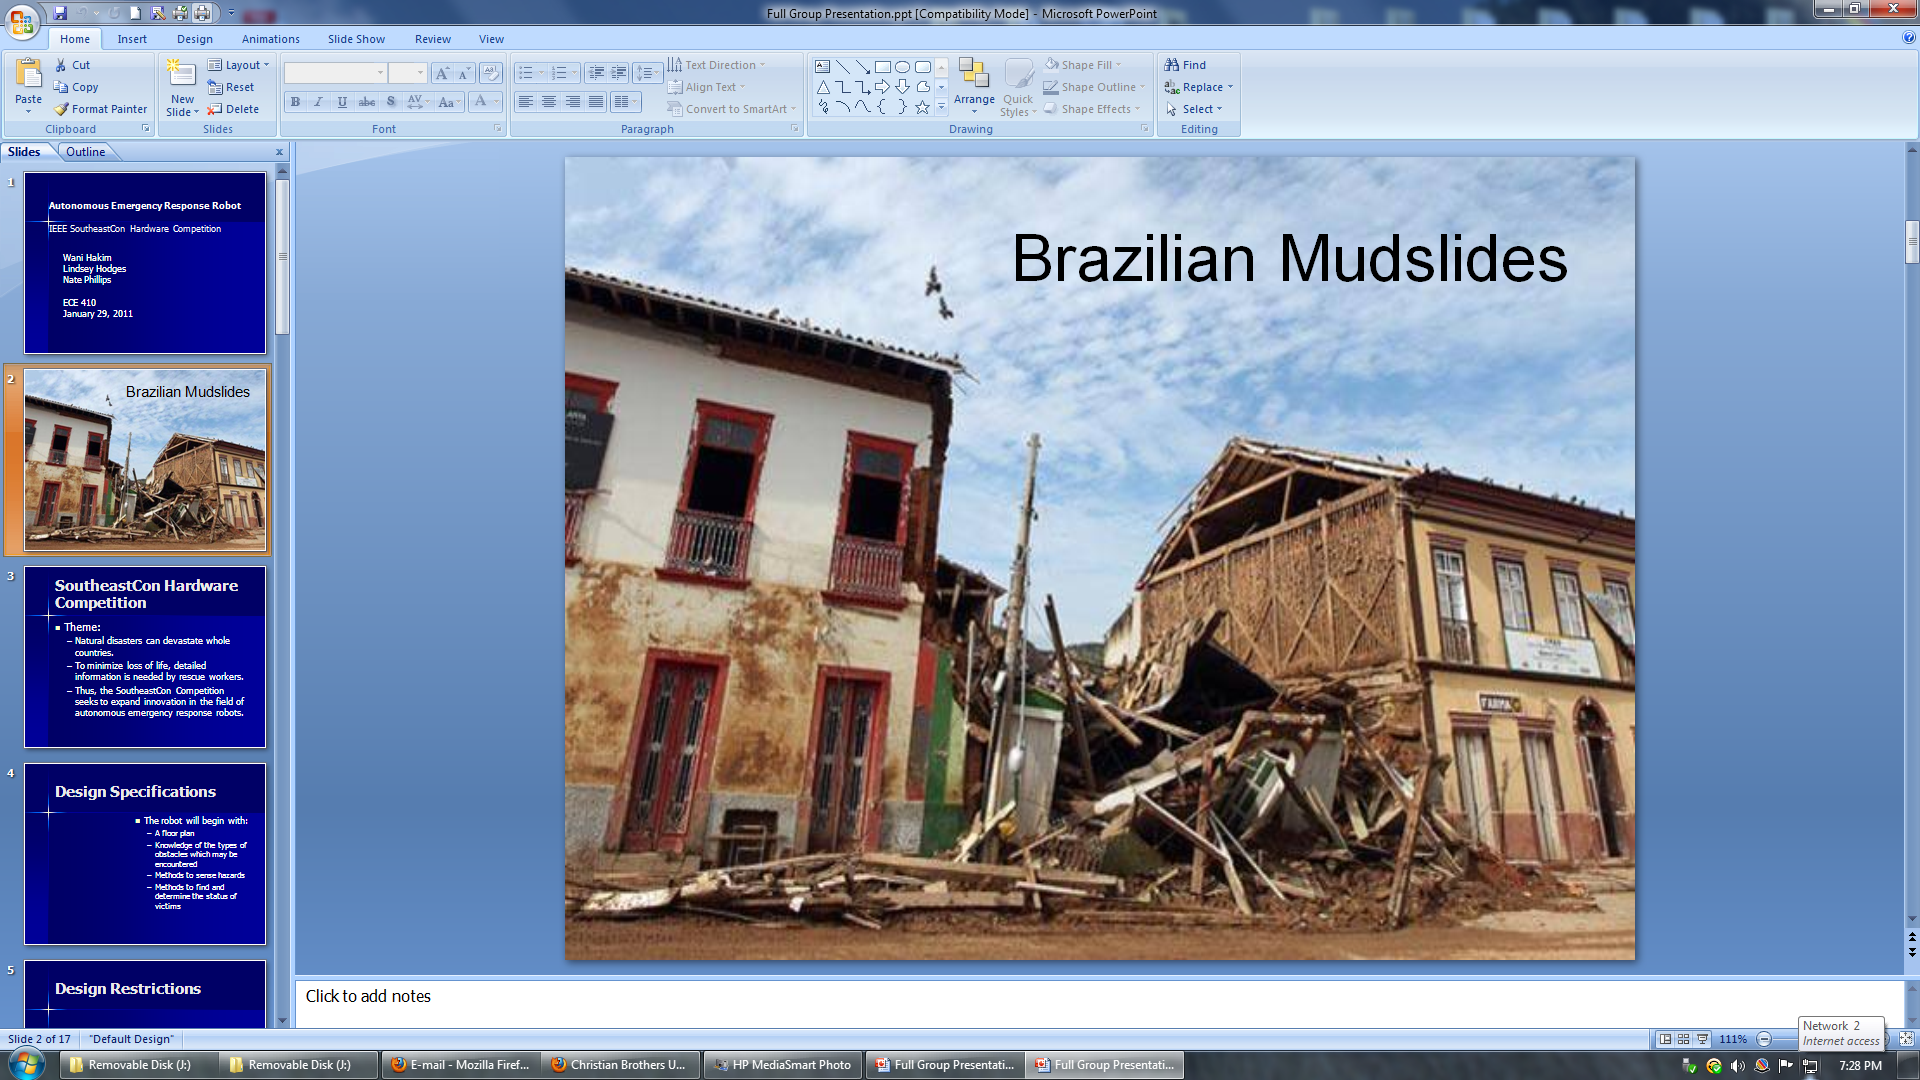 Full Group Presentation.ppt [Compatibility Mode] - Microsoft PowerPoint
Home Insert Design Animations Slide Show Review View
Paste
Cut
Copy
Format Painter
Clipboard
New Slide
Layout
Reset
Delete
Slides
Font
Text Direction
Align Text
Convert to SmartArt
Paragraph
Arrange
Quick Styles
Shape Fill
Shape Outline
Shape Effects
Drawing
Find
Replace
Select
Editing
Slides Outline
1
Autonomous Emergency Response Robot
IEEE SoutheastCon Hardware Competition
Wani Hakim
Lindsey Hodges
Nate Phillips
ECE 410
January 29, 2011
2
Brazilian Mudslides
3
SoutheastCon Hardware
Competition
Theme:
– Natural disasters can devastate whole
countries.
– To minimize loss of life, detailed
information is needed by rescue workers.
– Thus, the SoutheastCon Competition
seeks to expand innovation in the field of
autonomous emergency response robots.
4
Design Specifications
The robot will begin with:
– A floor plan
– Knowledge of the types of
obstacles which may be
encountered
– Methods to sense hazards
– Methods to find and
determine the status of
victims
5
Design Restrictions
Brazilian Mudslides
Click to add notes
Slide 2 of 17 "Default Design"
111%
Network 2
Internet access
Removable Disk (J:)
Removable Disk (J:)
E-mail - Mozilla Firef...
Christian Brothers U...
HP MediaSmart Photo
Full Group Presentati...
Full Group Presentati...
7:28 PM